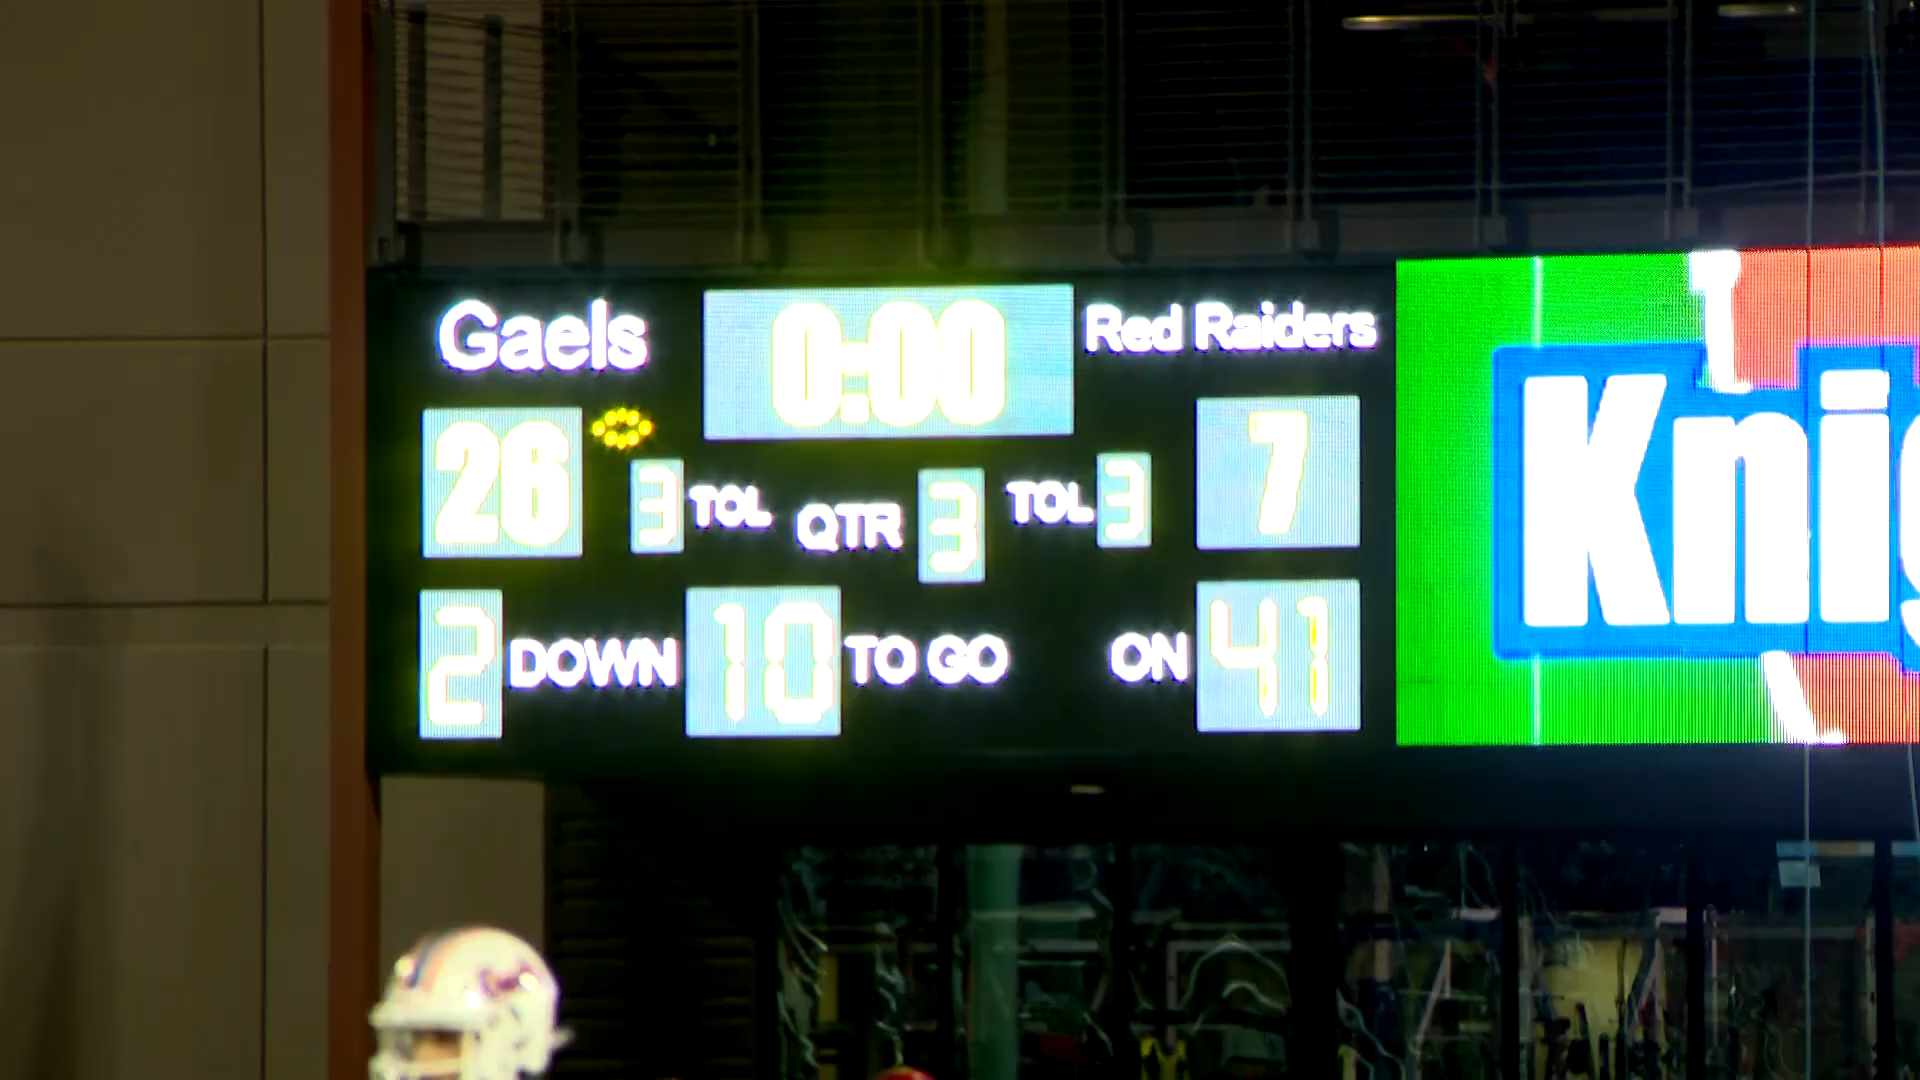 Gaels 0:00 Red Raiders
26 7
3 TOL QTR 3 TOL 3
2 DOWN 10 TO GO ON 41